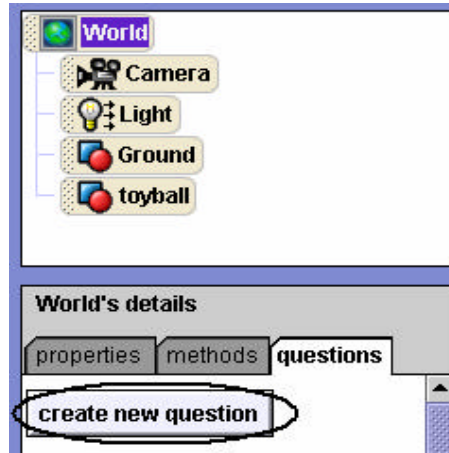 World
Camera
Light
Ground
toyball
World's details
properties methods questions
create new question